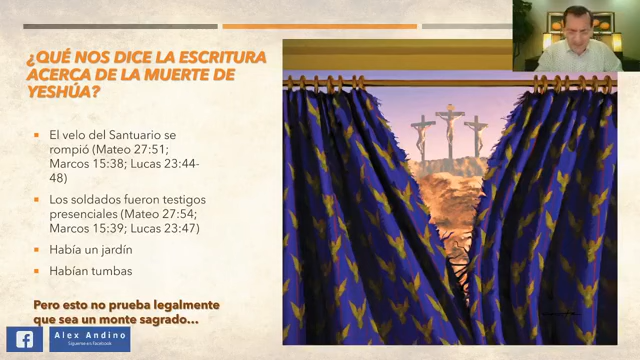 ¿QUÉ NOS DICE LA ESCRITURA
ACERCA DE LA MUERTE DE
YESHÚA?
El velo del Santuario se
rompió (Mateo 27:51;
Marcos 15:38; Lucas 23:44-
48)
Los soldados fueron testigos
presenciales (Mateo 27:54;
Marcos 15:39; Lucas 23:47)
Había un jardín
Habían tumbas
Pero esto no prueba legalmente
que sea un monte sagrado...
Alex Andino